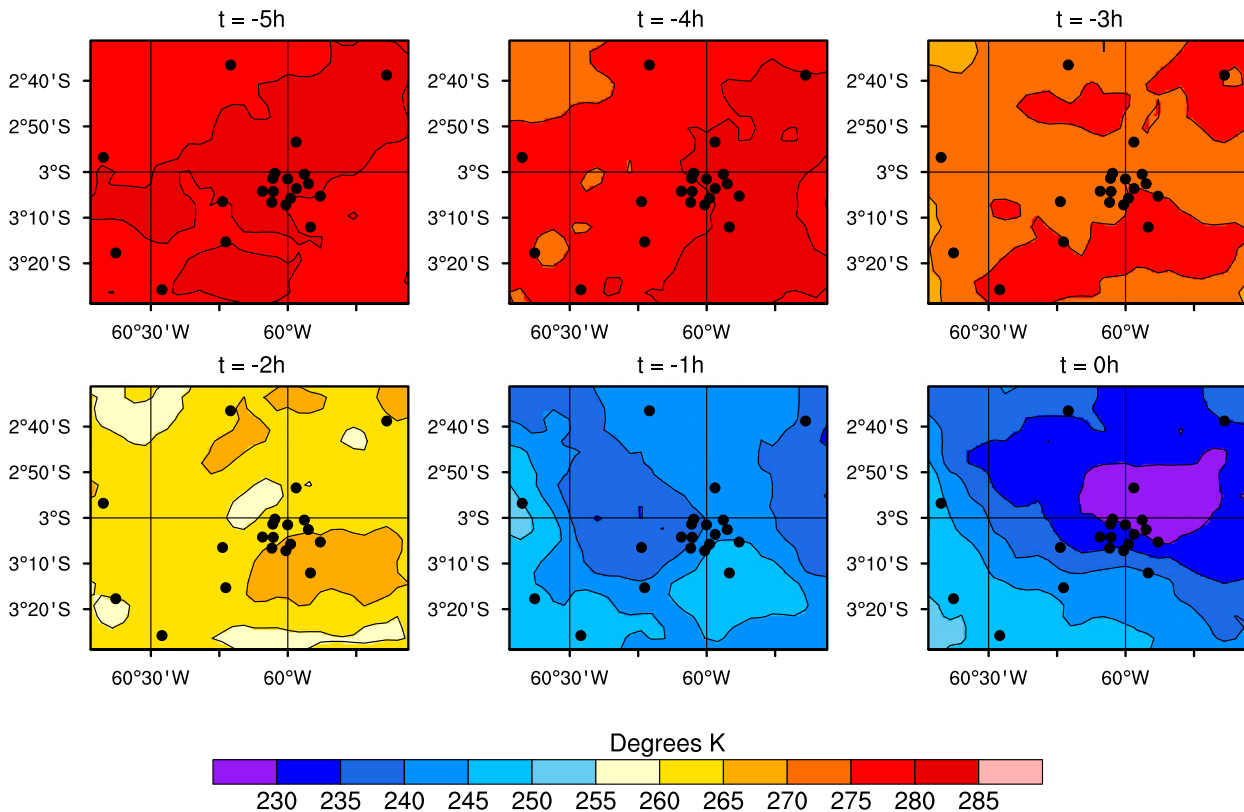 t = -5h
t = -4h
t = -3h
2°40'S 2°40'S 2°40'S
2°50'S 2°50'S 2°50'S
3°S 3°S 3°S
3°10'S 3°10'S 3°10'S
3°20'S 3°20'S 3°20'S
60°30'W 60°W 60°30'W 60°W 60°30'W 60°W
t = -2h
t = -1h
t = 0h
2°40'S 2°40'S 2°40'S
2°50'S 2°50'S 2°50'S
3°S 3°S 3°S
3°10'S 3°10'S 3°10'S
3°20'S 3°20'S 3°20'S
60°30'W 60°W 60°30'W 60°W 60°30'W 60°W
Degrees K
230 235 240 245 250 255 260 265 270 275 280 285